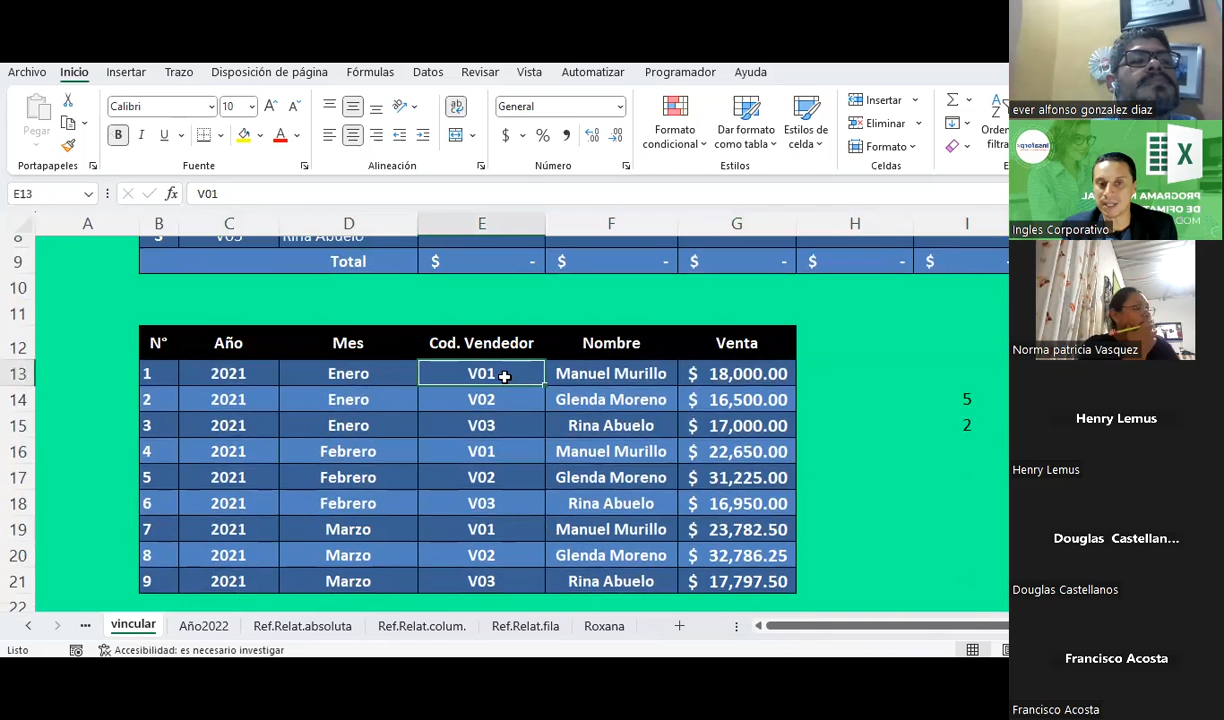 Archivo Inicio Insertar Trazo Disposición de página Fórmulas Datos Revisar Vista Automatizar Programador Ayuda
Pegar Calibri 10 General Formato condicional Dar formato como tabla Estilos de celda Insertar Eliminar Formato
Portapapeles Fuente Alineación Número Estilos Celdas
E13 fx V01
A B C D E F G H I
8 3 V03 Rina Abuelo
9 Total $ - $ - $ - $ - $
10
11
12 N° Año Mes Cod. Vendedor Nombre Venta
13 1 2021 Enero V01 Manuel Murillo $ 18,000.00
14 2 2021 Enero V02 Glenda Moreno $ 16,500.00 5
15 3 2021 Enero V03 Rina Abuelo $ 17,000.00 2
16 4 2021 Febrero V01 Manuel Murillo $ 22,650.00
17 5 2021 Febrero V02 Glenda Moreno $ 31,225.00
18 6 2021 Febrero V03 Rina Abuelo $ 16,950.00
19 7 2021 Marzo V01 Manuel Murillo $ 23,782.50
20 8 2021 Marzo V02 Glenda Moreno $ 32,786.25
21 9 2021 Marzo V03 Rina Abuelo $ 17,797.50
22
vincular Año2022 Ref.Relat.absoluta Ref.Relat.colum. Ref.Relat.fila Roxana
Listo Accesibilidad: es necesario investigar
ever alfonso gonzalez diaz
Ingles Corporativo
Norma patricia Vasquez
Henry Lemus
Henry Lemus
Douglas Castellan...
Douglas Castellanos
Francisco Acosta
Francisco Acosta